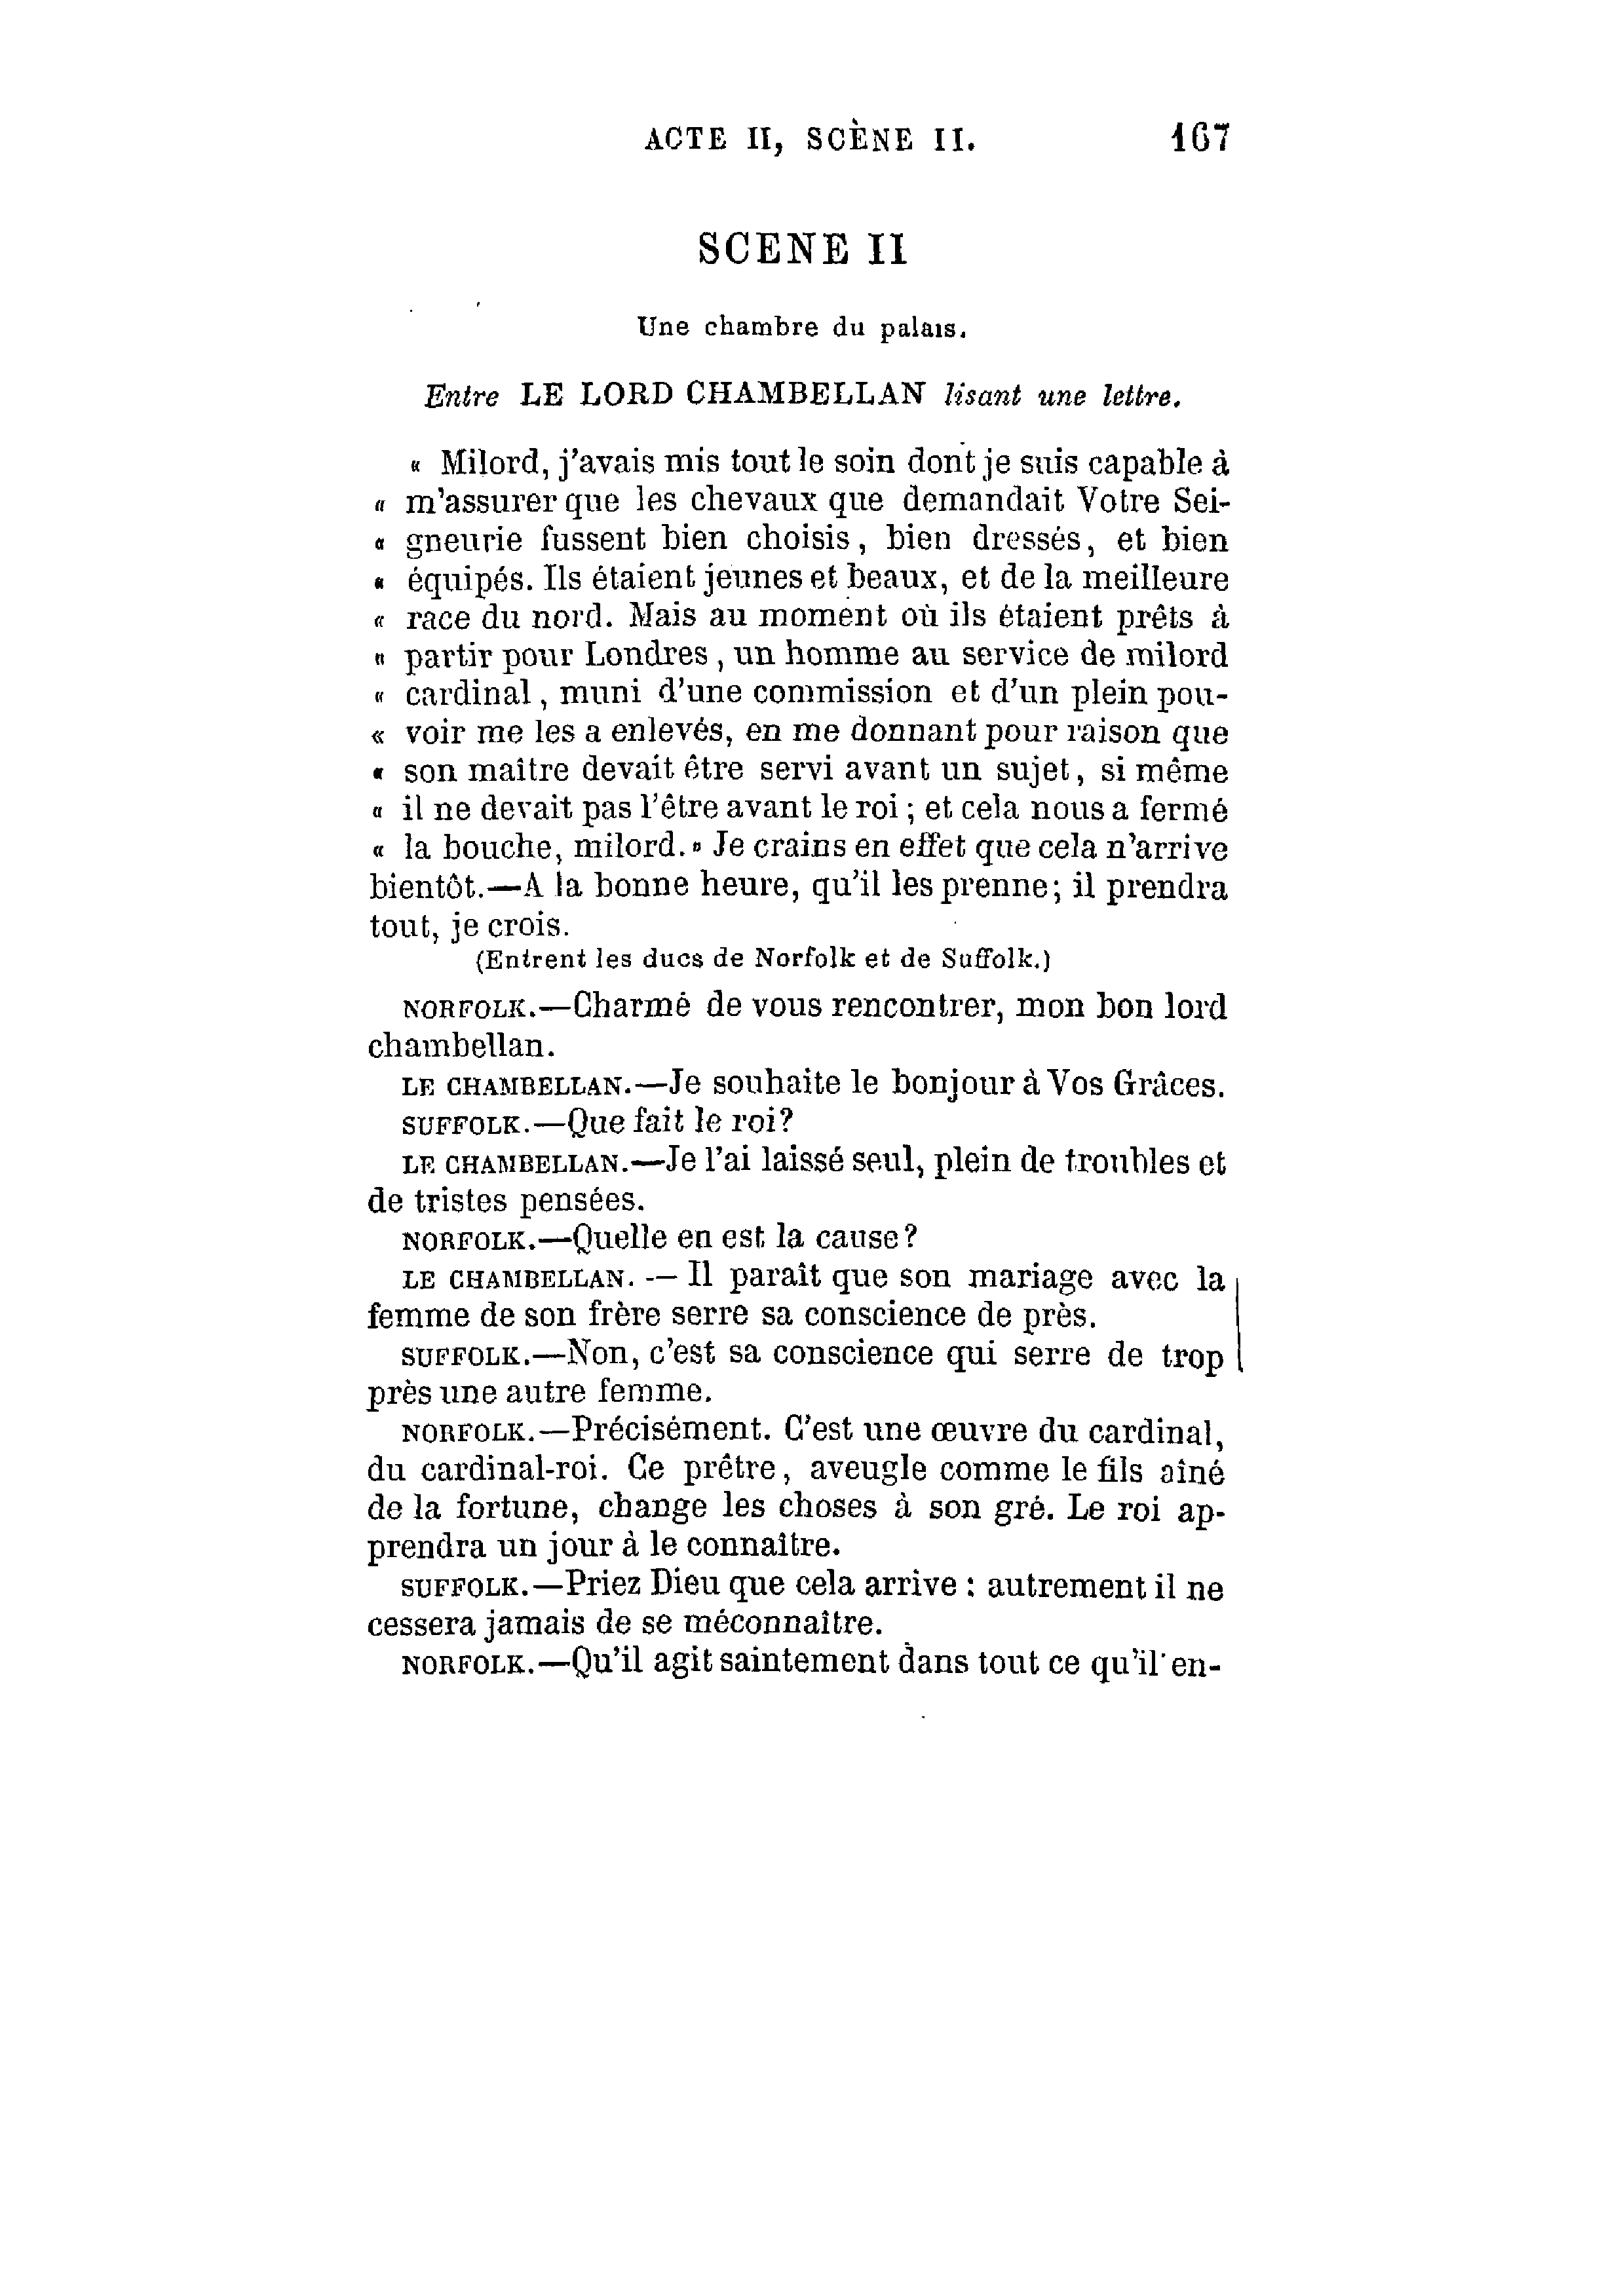 ACTE II, SCÈNE II. 167
SCENE II
Une chambre du palais.
Entre LE LORD CHAMBELLAN lisant une lettre.
« Milord, j'avais mis tout le soin dont je suis capable à
« m'assurer que les chevaux que demandait Votre Sei-
« gneurie fussent bien choisis, bien dressés, et bien
« équipés. Ils étaient jeunes et beaux, et de la meilleure
« race du nord. Mais au moment où ils étaient prêts à
« partir pour Londres, un homme au service de milord
« cardinal, muni d'une commission et d'un plein pou-
« voir me les a enlevés, en me donnant pour raison que
« son maître devait être servi avant un sujet, si même
« il ne devait pas l'être avant le roi ; et cela nous a fermé
« la bouche, milord. » Je crains en effet que cela n'arrive
bientôt.—A la bonne heure, qu'il les prenne; il prendra
tout, je crois.
(Entrent les ducs de Norfolk et de Suffolk.)
NORFOLK.—Charmé de vous rencontrer, mon bon lord
chambellan.
LE CHAMBELLAN.—Je souhaite le bonjour à Vos Grâces.
SUFFOLK.—Que fait le roi?
LE CHAMBELLAN.—Je l'ai laissé seul, plein de troubles et
de tristes pensées.
NORFOLK.—Quelle en est la cause?
LE CHAMBELLAN. — Il paraît que son mariage avec la
femme de son frère serre sa conscience de près.
SUFFOLK.—Non, c'est sa conscience qui serre de trop
près une autre femme.
NORFOLK.—Précisément. C'est une œuvre du cardinal,
du cardinal-roi. Ce prêtre, aveugle comme le fils aîné
de la fortune, change les choses à son gré. Le roi ap-
prendra un jour à le connaître.
SUFFOLK.—Priez Dieu que cela arrive : autrement il ne
cessera jamais de se méconnaître.
NORFOLK.—Qu'il agit saintement dans tout ce qu'il en-